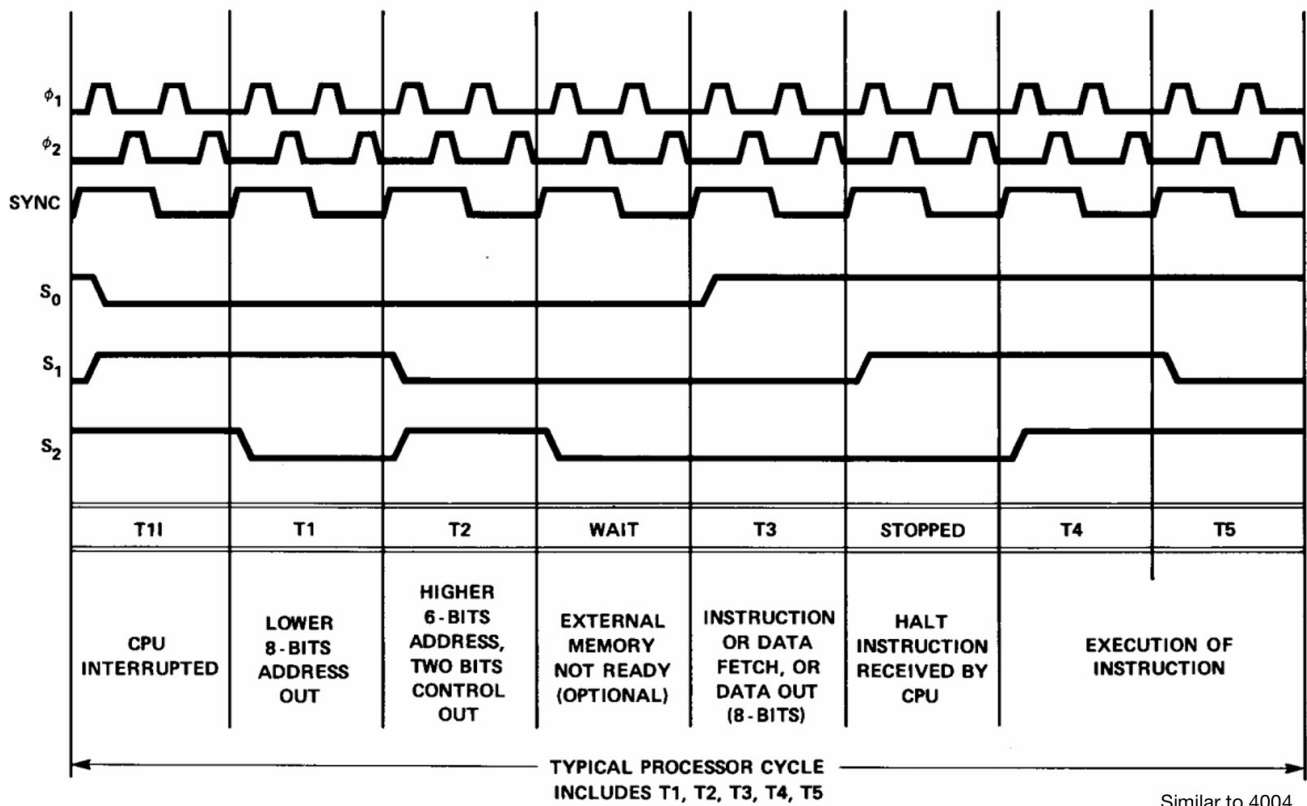 ϕ1
ϕ2
SYNC
S0
S1
S2
T1I T1 T2 WAIT T3 STOPPED T4 T5
CPU
INTERRUPTED
LOWER
8-BITS
ADDRESS
OUT
HIGHER
6-BITS
ADDRESS,
TWO BITS
CONTROL
OUT
EXTERNAL
MEMORY
NOT READY
(OPTIONAL)
INSTRUCTION
OR DATA
FETCH, OR
DATA OUT
(8-BITS)
HALT
INSTRUCTION
RECEIVED BY
CPU
EXECUTION OF
INSTRUCTION
TYPICAL PROCESSOR CYCLE
INCLUDES T1, T2, T3, T4, T5
Similar to 4004